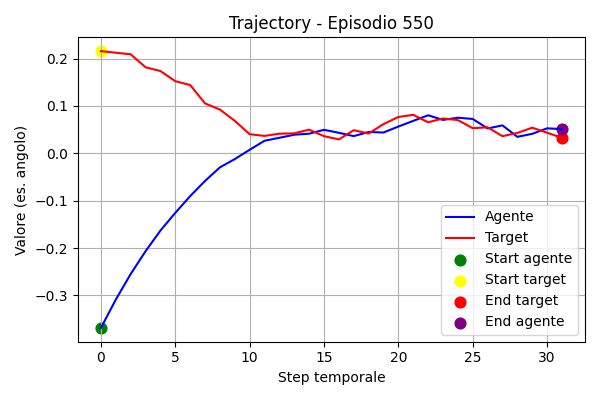 Trajectory - Episodio 550
Valore (es. angolo)
0.2
0.1
0.0
−0.1
−0.2
−0.3
0 5 10 15 20 25 30
Step temporale
Agente
Target
Start agente
Start target
End target
End agente